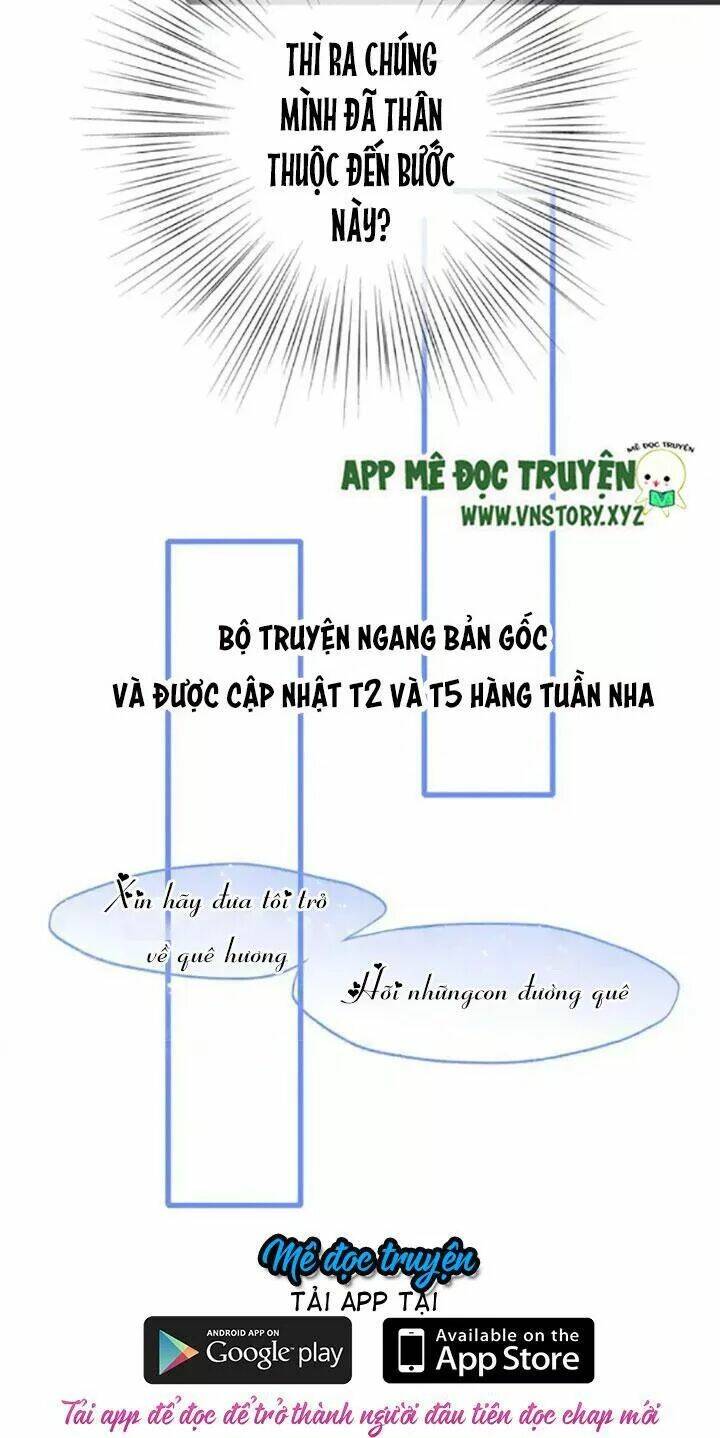 THÌ RA CHÚNG
MÌNH ĐÃ THÂN
THUỘC ĐẾN BƯỚC
NÀY?
MÊ ĐỌC TRUYỆN
APP MÊ ĐỌC TRUYỆN
WWW.VNSTORY.XYZ
BỘ TRUYỆN NGANG BẢN GỐC
VÀ ĐƯỢC CẬP NHẬT T2 VÀ T5 HÀNG TUẦN NHA
Xin hãy đưa tôi trở
về quê hương
Hỡi nhữngcon đường quê
Mê đọc truyện
TẢI APP TẠI
ANDROID APP ON
Google play
Available on the
App Store
Tải app để đọc để trở thành người đầu tiên đọc chap mới